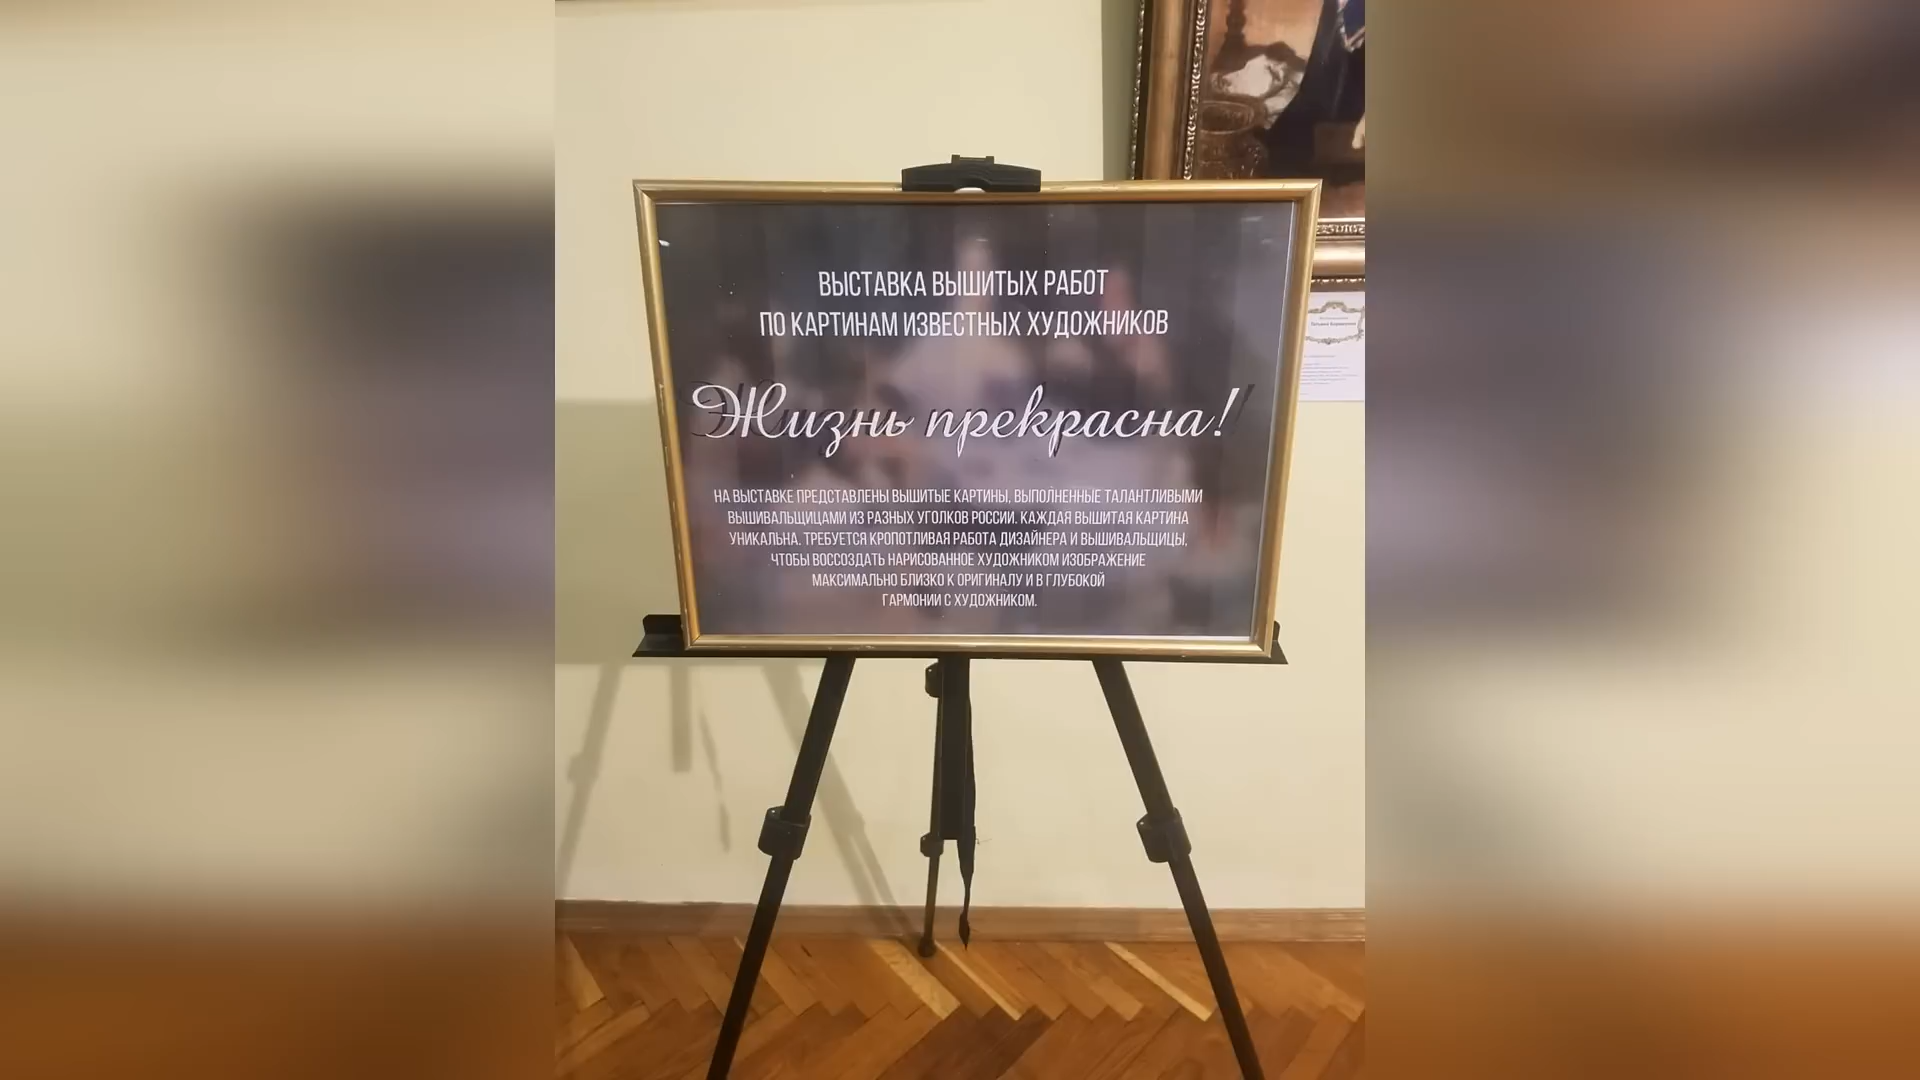 ВЫСТАВКА ВЫШИТЫХ РАБОТ
ПО КАРТИНАМ ИЗВЕСТНЫХ ХУДОЖНИКОВ
Жизнь прекрасна!
НА ВЫСТАВКЕ ПРЕДСТАВЛЕНЫ ВЫШИТЫЕ КАРТИНЫ, ВЫПОЛНЕННЫЕ ТАЛАНТЛИВЫМИ
ВЫШИВАЛЬЩИЦАМИ ИЗ РАЗНЫХ УГОЛКОВ РОССИИ. КАЖДАЯ ВЫШИТАЯ КАРТИНА
УНИКАЛЬНА. ТРЕБУЕТСЯ КРОПОТЛИВАЯ РАБОТА ДИЗАЙНЕРА И ВЫШИВАЛЬЩИЦЫ,
ЧТОБЫ ВОССОЗДАТЬ НАРИСОВАННОЕ ХУДОЖНИКОМ ИЗОБРАЖЕНИЕ
МАКСИМАЛЬНО БЛИЗКО К ОРИГИНАЛУ И В ГЛУБОКОЙ
ГАРМОНИИ С ХУДОЖНИКОМ.